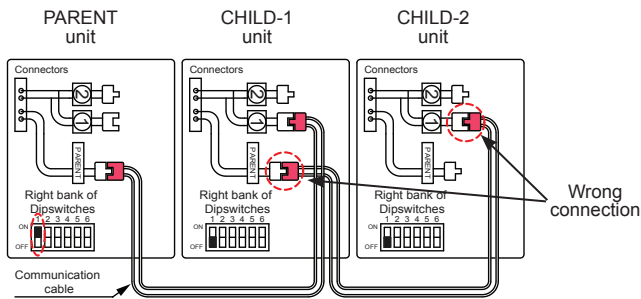 PARENT
unit
CHILD-1
unit
CHILD-2
unit
Connectors
2
1
PARENT
Right bank of
Dipswitches
1 2 3 4 5 6
ON
OFF
Communication
cable
Connectors
2
1
PARENT
Right bank of
Dipswitches
1 2 3 4 5 6
ON
OFF
Connectors
2
1
PARENT
Right bank of
Dipswitches
1 2 3 4 5 6
ON
OFF
Wrong
connection